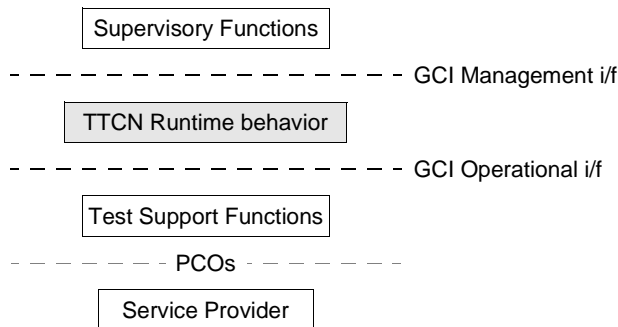 Supervisory Functions
GCI Management i/f
TTCN Runtime behavior
GCI Operational i/f
Test Support Functions
PCOs
Service Provider